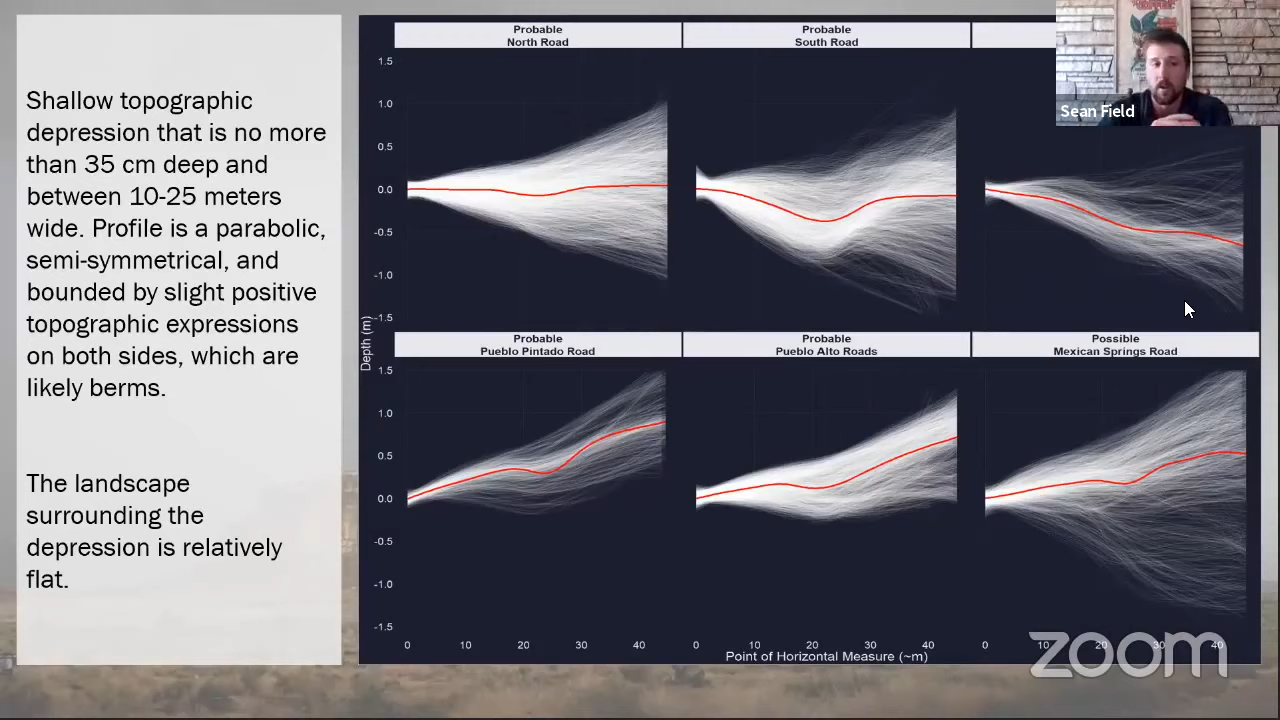 Shallow topographic
depression that is no more
than 35 cm deep and
between 10-25 meters
wide. Profile is a parabolic,
semi-symmetrical, and
bounded by slight positive
topographic expressions
on both sides, which are
likely berms.
The landscape
surrounding the
depression is relatively
flat.
Probable
North Road
Probable
South Road
Sean Field
1.5
1.0
0.5
0.0
-0.5
-1.0
-1.5
Depth (m)
Probable
Pueblo Pintado Road
Probable
Pueblo Alto Roads
Possible
Mexican Springs Road
1.5
1.0
0.5
0.0
-0.5
-1.0
-1.5
0 10 20 30 40 0 10 20 30 40 0 10 20 30 40
Point of Horizontal Measure (~m)
zoom